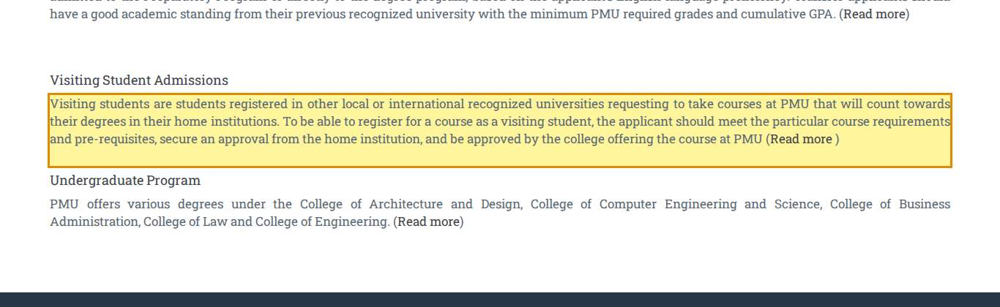 have a good academic standing from their previous recognized university with the minimum PMU required grades and cumulative GPA. (Read more)
Visiting Student Admissions
Visiting students are students registered in other local or international recognized universities requesting to take courses at PMU that will count towards
their degrees in their home institutions. To be able to register for a course as a visiting student, the applicant should meet the particular course requirements
and pre-requisites, secure an approval from the home institution, and be approved by the college offering the course at PMU (Read more )
Undergraduate Program
PMU offers various degrees under the College of Architecture and Design, College of Computer Engineering and Science, College of Business
Administration, College of Law and College of Engineering. (Read more)